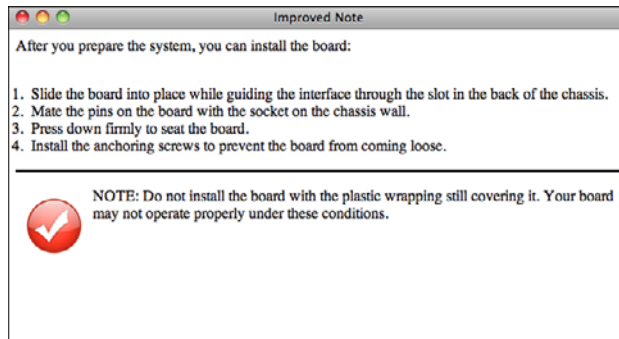 Improved Note
After you prepare the system, you can install the board:
1. Slide the board into place while guiding the interface through the slot in the back of the chassis.
2. Mate the pins on the board with the socket on the chassis wall.
3. Press down firmly to seat the board.
4. Install the anchoring screws to prevent the board from coming loose.
NOTE: Do not install the board with the plastic wrapping still covering it. Your board
may not operate properly under these conditions.